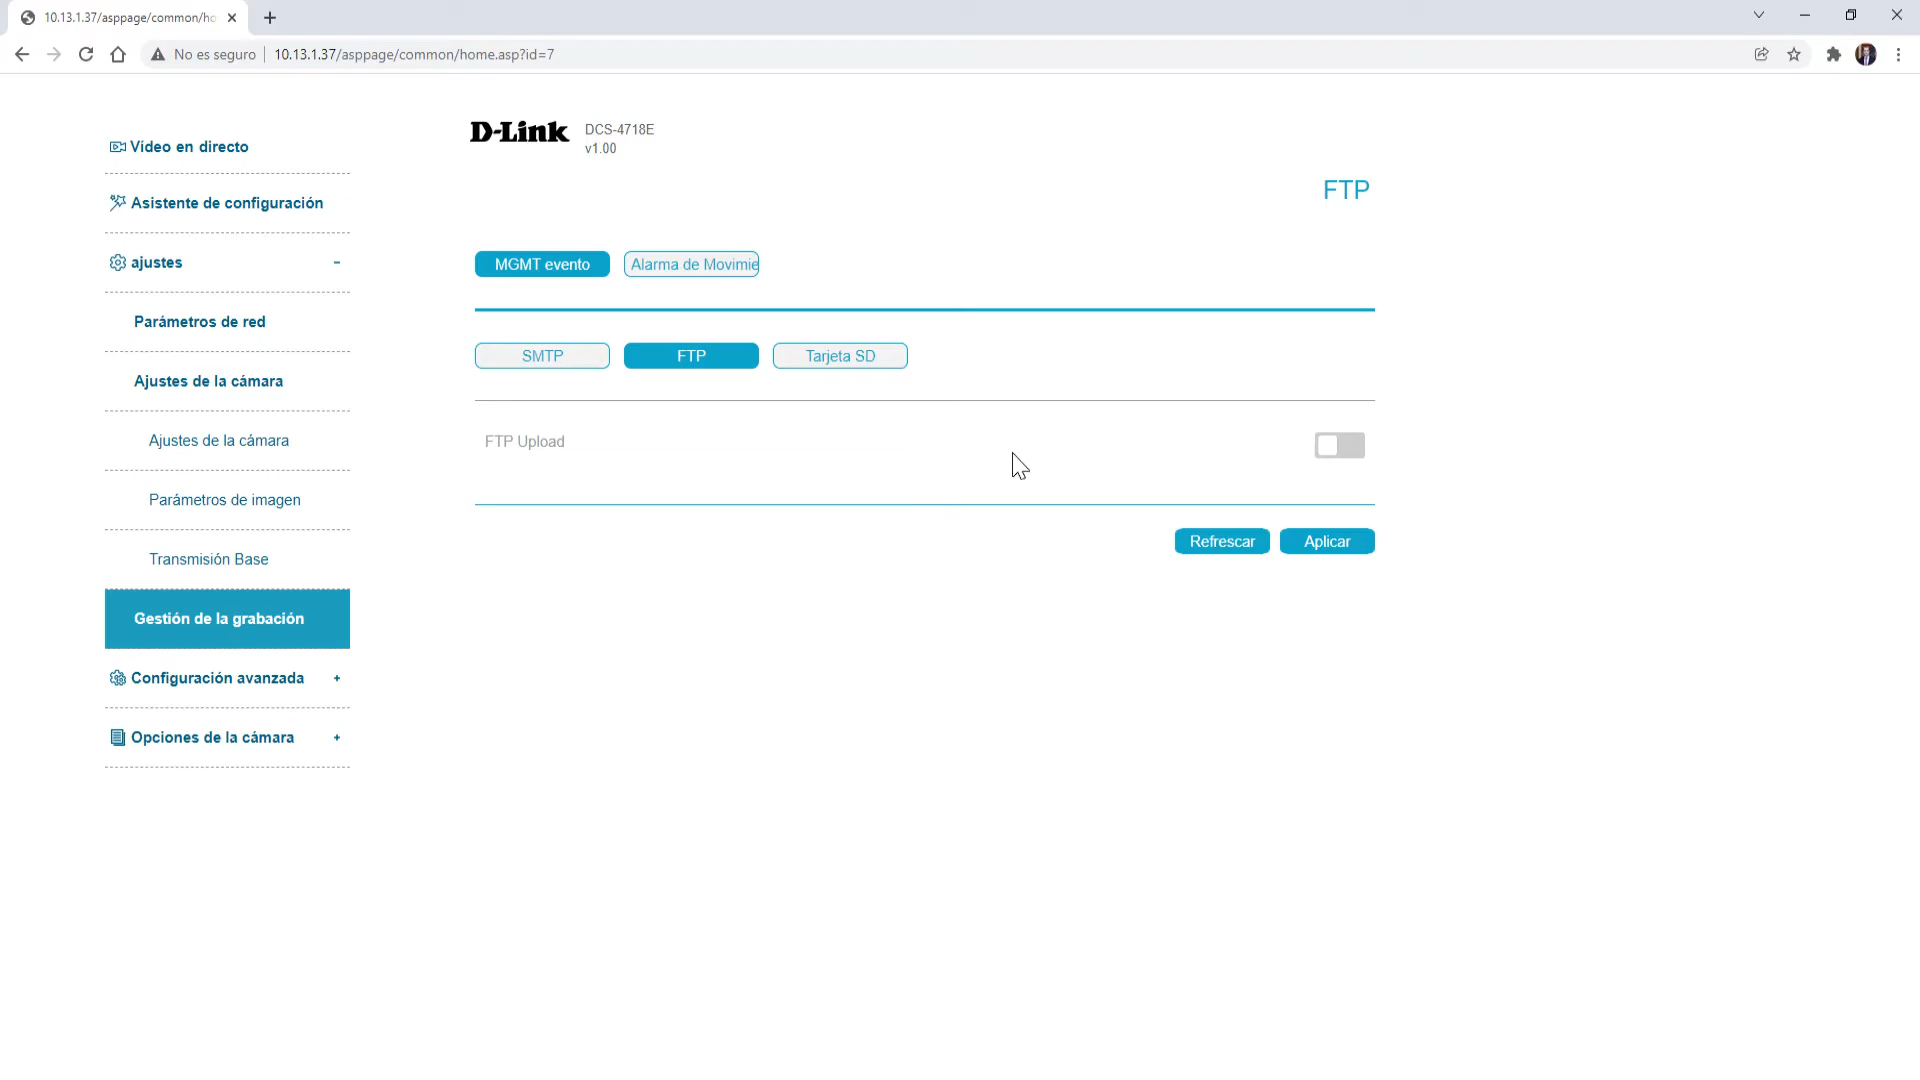 10.13.1.37/asppage/common/ho
No es seguro
10.13.1.37/asppage/common/home.asp?id=7
Vídeo en directo
Asistente de configuración
ajustes
Parámetros de red
Ajustes de la cámara
Ajustes de la cámara
Parámetros de imagen
Transmisión Base
Gestión de la grabación
Configuración avanzada
Opciones de la cámara
D-Link
DCS-4718E
v1.00
FTP
MGMT evento
Alarma de Movimie
SMTP
FTP
Tarjeta SD
FTP Upload
Refrescar
Aplicar